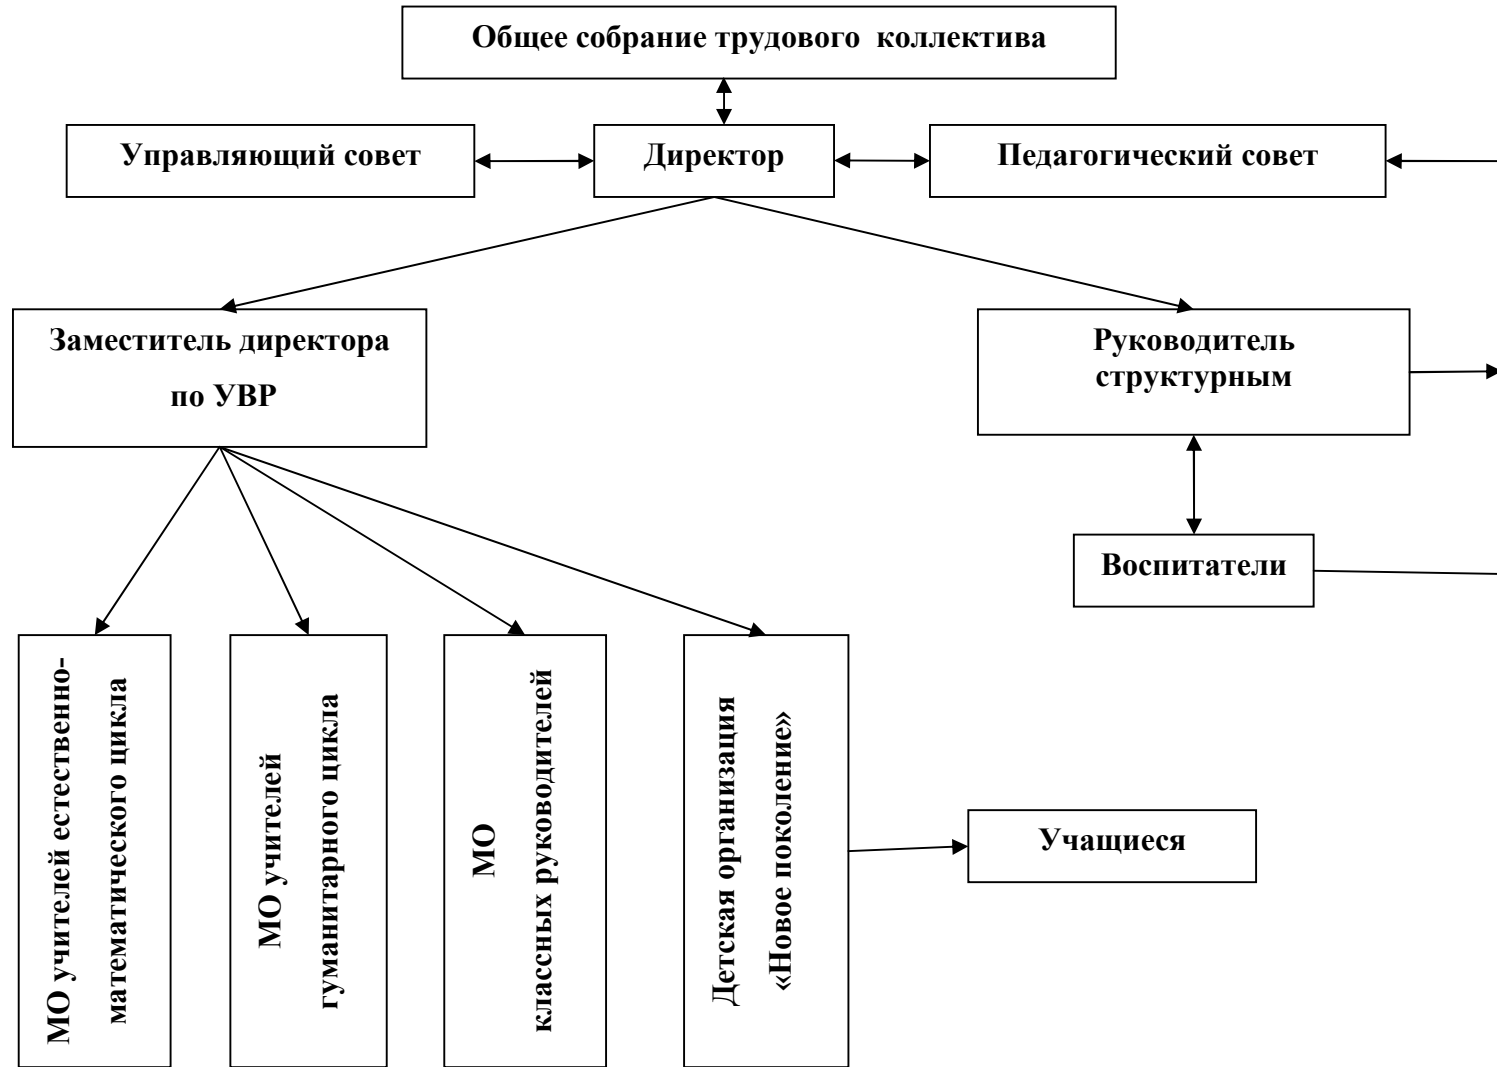 Общее собрание трудового коллектива
Управляющий совет
Директор
Педагогический совет
Заместитель директора
по УВР
Руководитель
структурным
Воспитатели
МО учителей естественно-
математического цикла
МО учителей
гуманитарного цикла
МО
классных руководителей
Детская организация
«Новое поколение»
Учащиеся